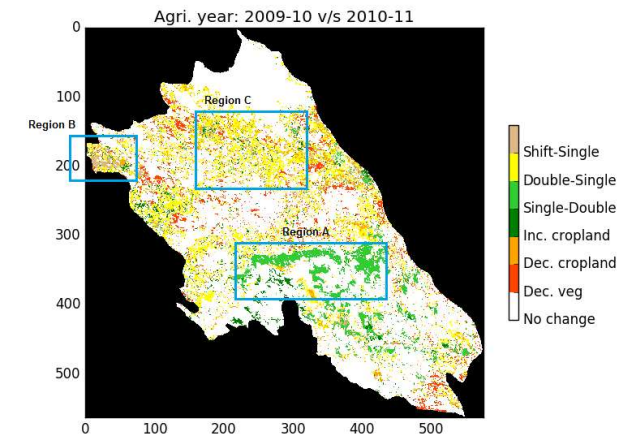 Agri. year: 2009-10 v/s 2010-11
0
100
200
300
400
500
Region C
Region B
Region A
Shift-Single
Double-Single
Single-Double
Inc. cropland
Dec. cropland
Dec. veg
No change
0 100 200 300 400 500